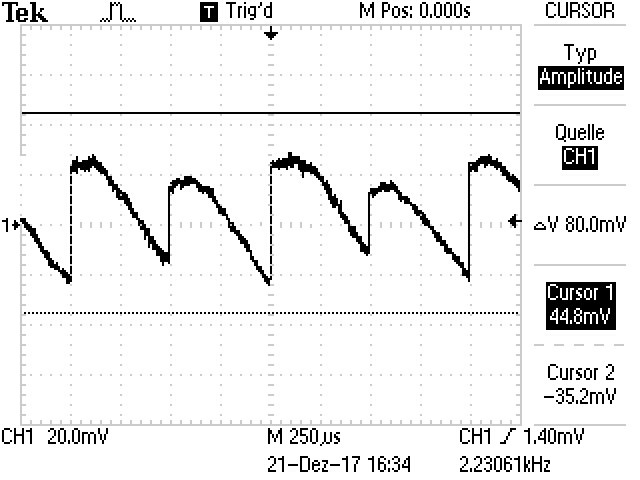 Tek
T Trig'd
M Pos: 0.000s
CURSOR
Typ
Amplitude
Quelle
CH1
1
△V 80.0mV
Cursor 1
44.8mV
Cursor 2
-35.2mV
CH1 20.0mV
M 250µs
CH1 ╱ 1.40mV
21-Dez-17 16:34
2.23061kHz